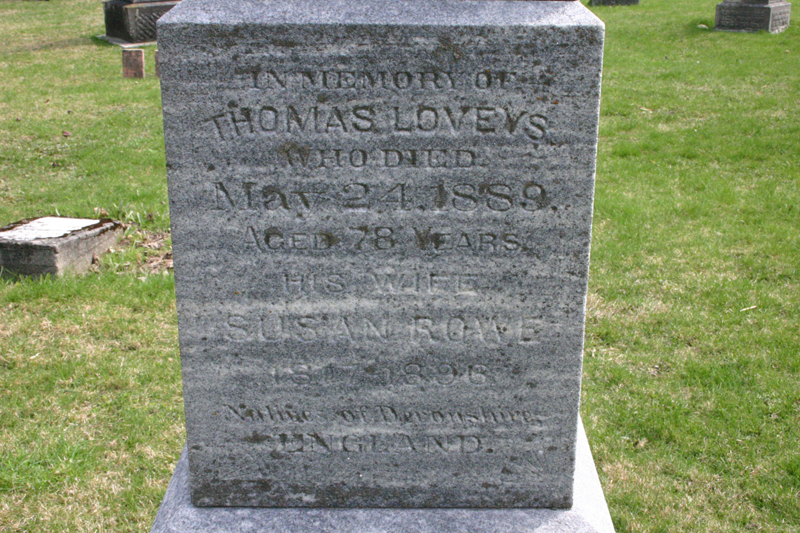 IN MEMORY OF
THOMAS LOVEYS
WHO DIED
May 24, 1889.
AGED 78 YEARS.
HIS WIFE
SUSAN ROWE
1817 1896
Native of Devonshire,
ENGLAND.